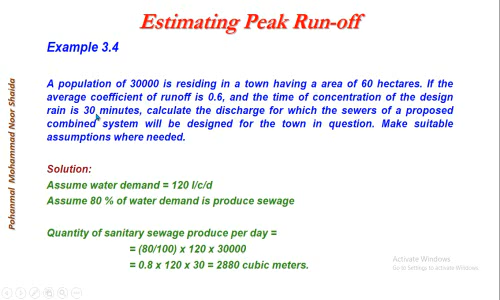 Estimating Peak Run-off
Example 3.4
A population of 30000 is residing in a town having a area of 60 hectares. If the
average coefficient of runoff is 0.6, and the time of concentration of the design
rain is 30 minutes, calculate the discharge for which the sewers of a proposed
combined system will be designed for the town in question. Make suitable
assumptions where needed.
Solution:
Assume water demand = 120 l/c/d
Assume 80 % of water demand is produce sewage
Quantity of sanitary sewage produce per day =
= (80/100) x 120 x 30000
= 0.8 x 120 x 30 = 2880 cubic meters.
Pohanmal Mohammad Noor Shaida
Activate Windows
Go to Settings to activate Windows.